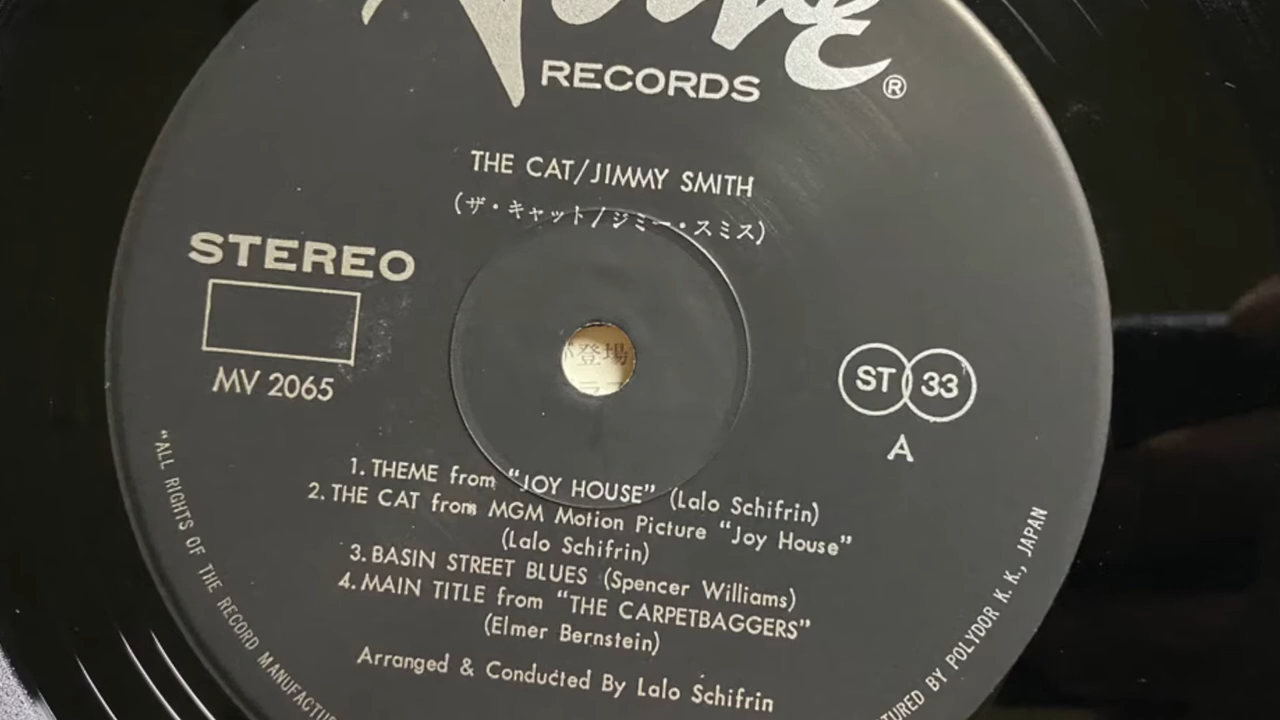 Verve
RECORDS
®
THE CAT/JIMMY SMITH
(ザ・キャット/ジミー・スミス)
STEREO
MV 2065
登場
ST 33
A
1. THEME from "JOY HOUSE" (Lalo Schifrin)
2. THE CAT from MGM Motion Picture "Joy House"
(Lalo Schifrin)
3. BASIN STREET BLUES (Spencer Williams)
4. MAIN TITLE from "THE CARPETBAGGERS"
(Elmer Bernstein)
Arranged & Conducted By Lalo Schifrin
"ALL RIGHTS OF THE RECORD MANUFACTU
TURED BY POLYDOR K. K., JAPAN